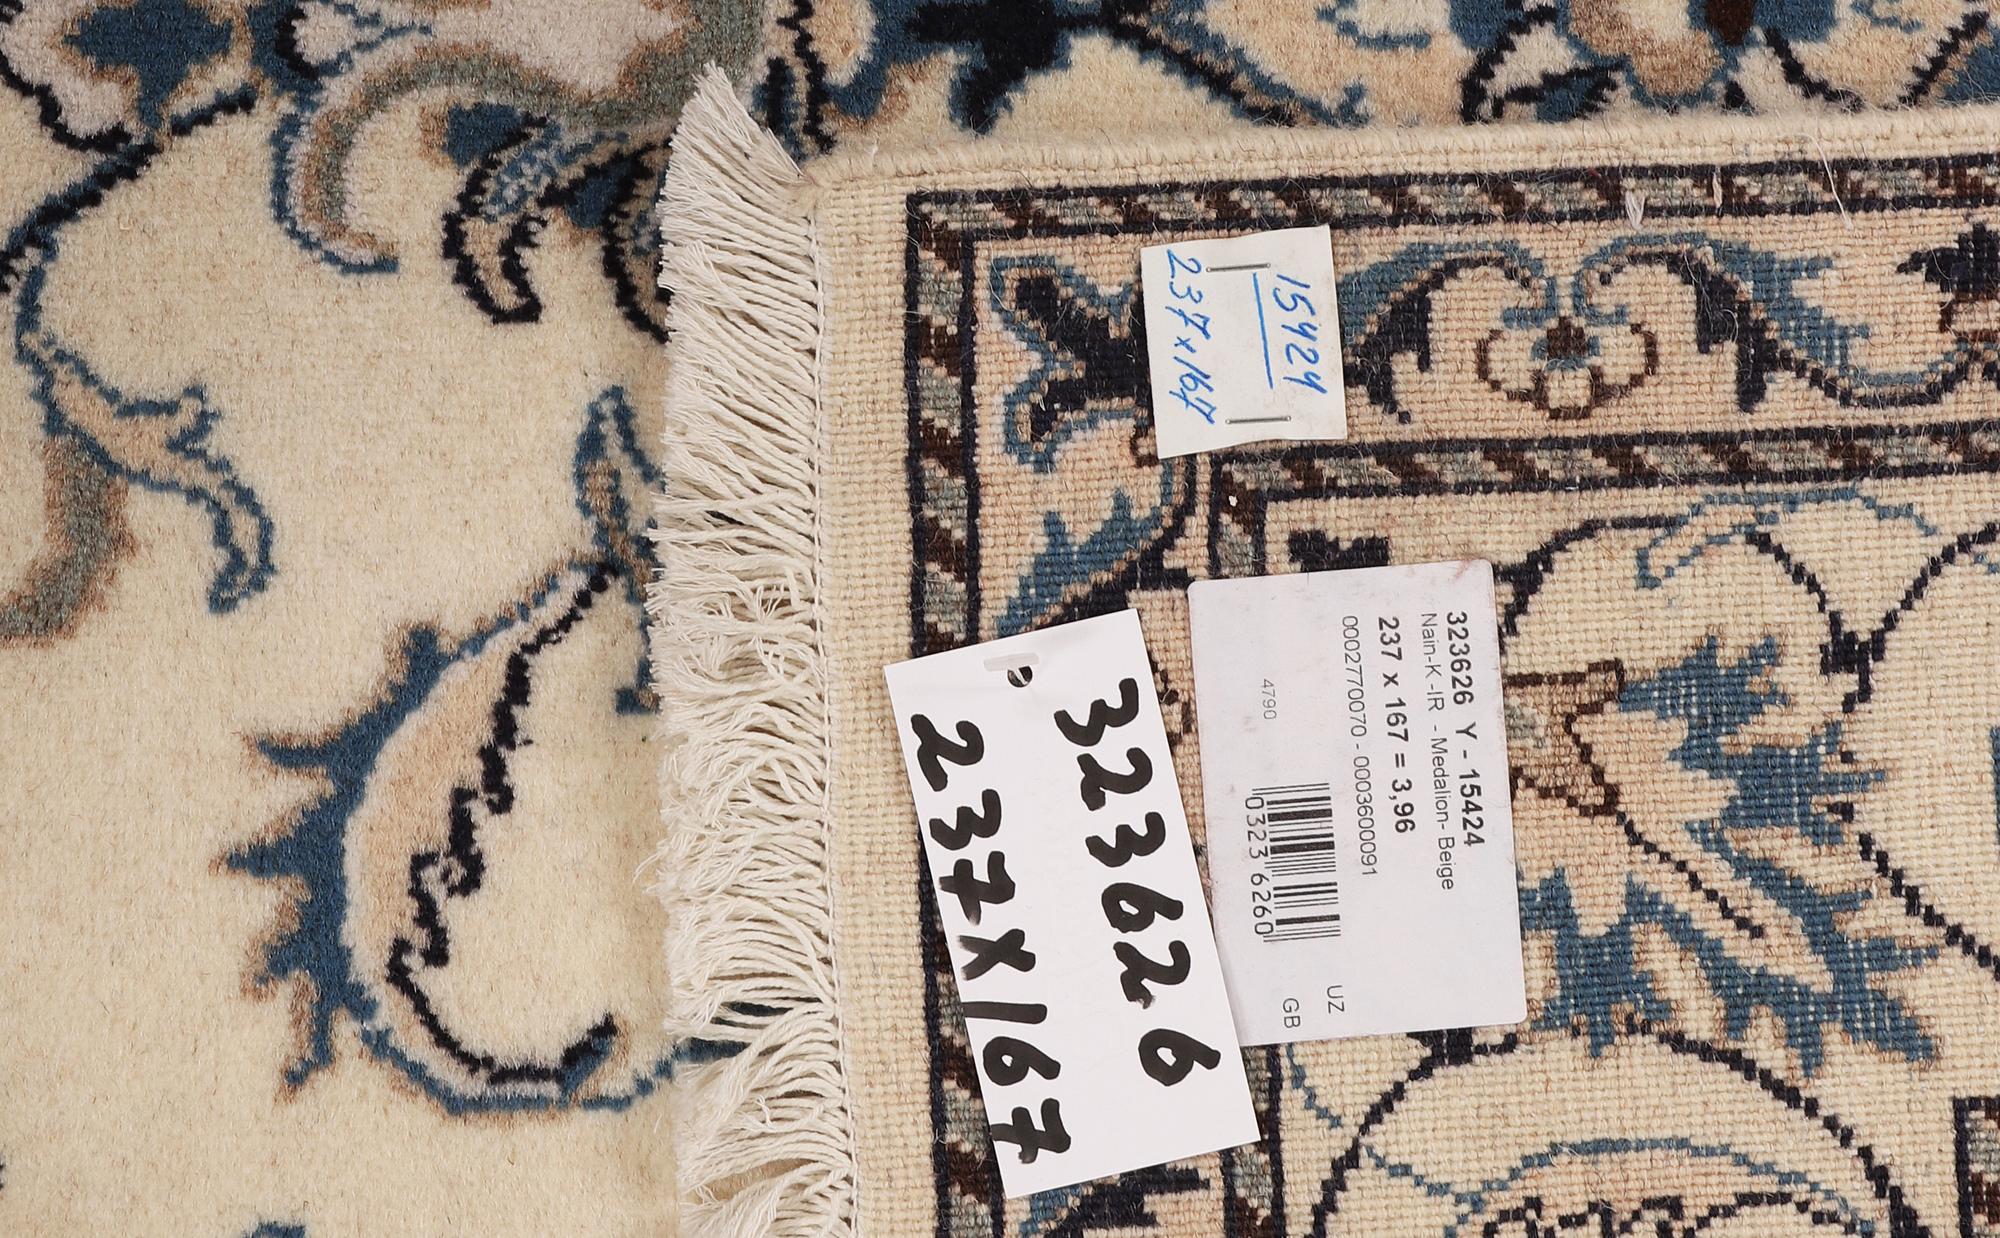 15424
237x167
323626 Y - 15424
Nain-K -IR - Medalion- Beige
237 x 167 = 3,96
0002770070 - 0003600091
4790
0323 6260
UZ
GB
323626
237X167